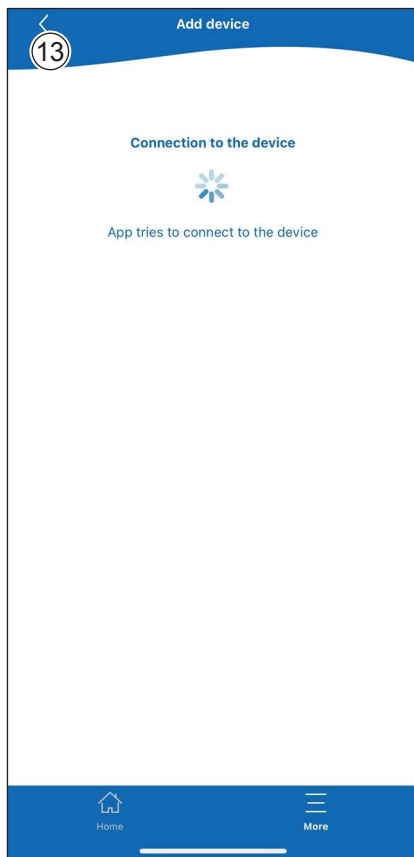 Add device
13
Connection to the device
App tries to connect to the device
Home
More